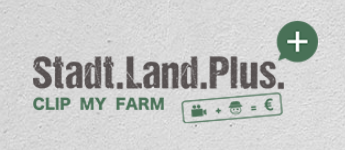 Stadt.Land.Plus.
CLIP MY FARM
+ + = €